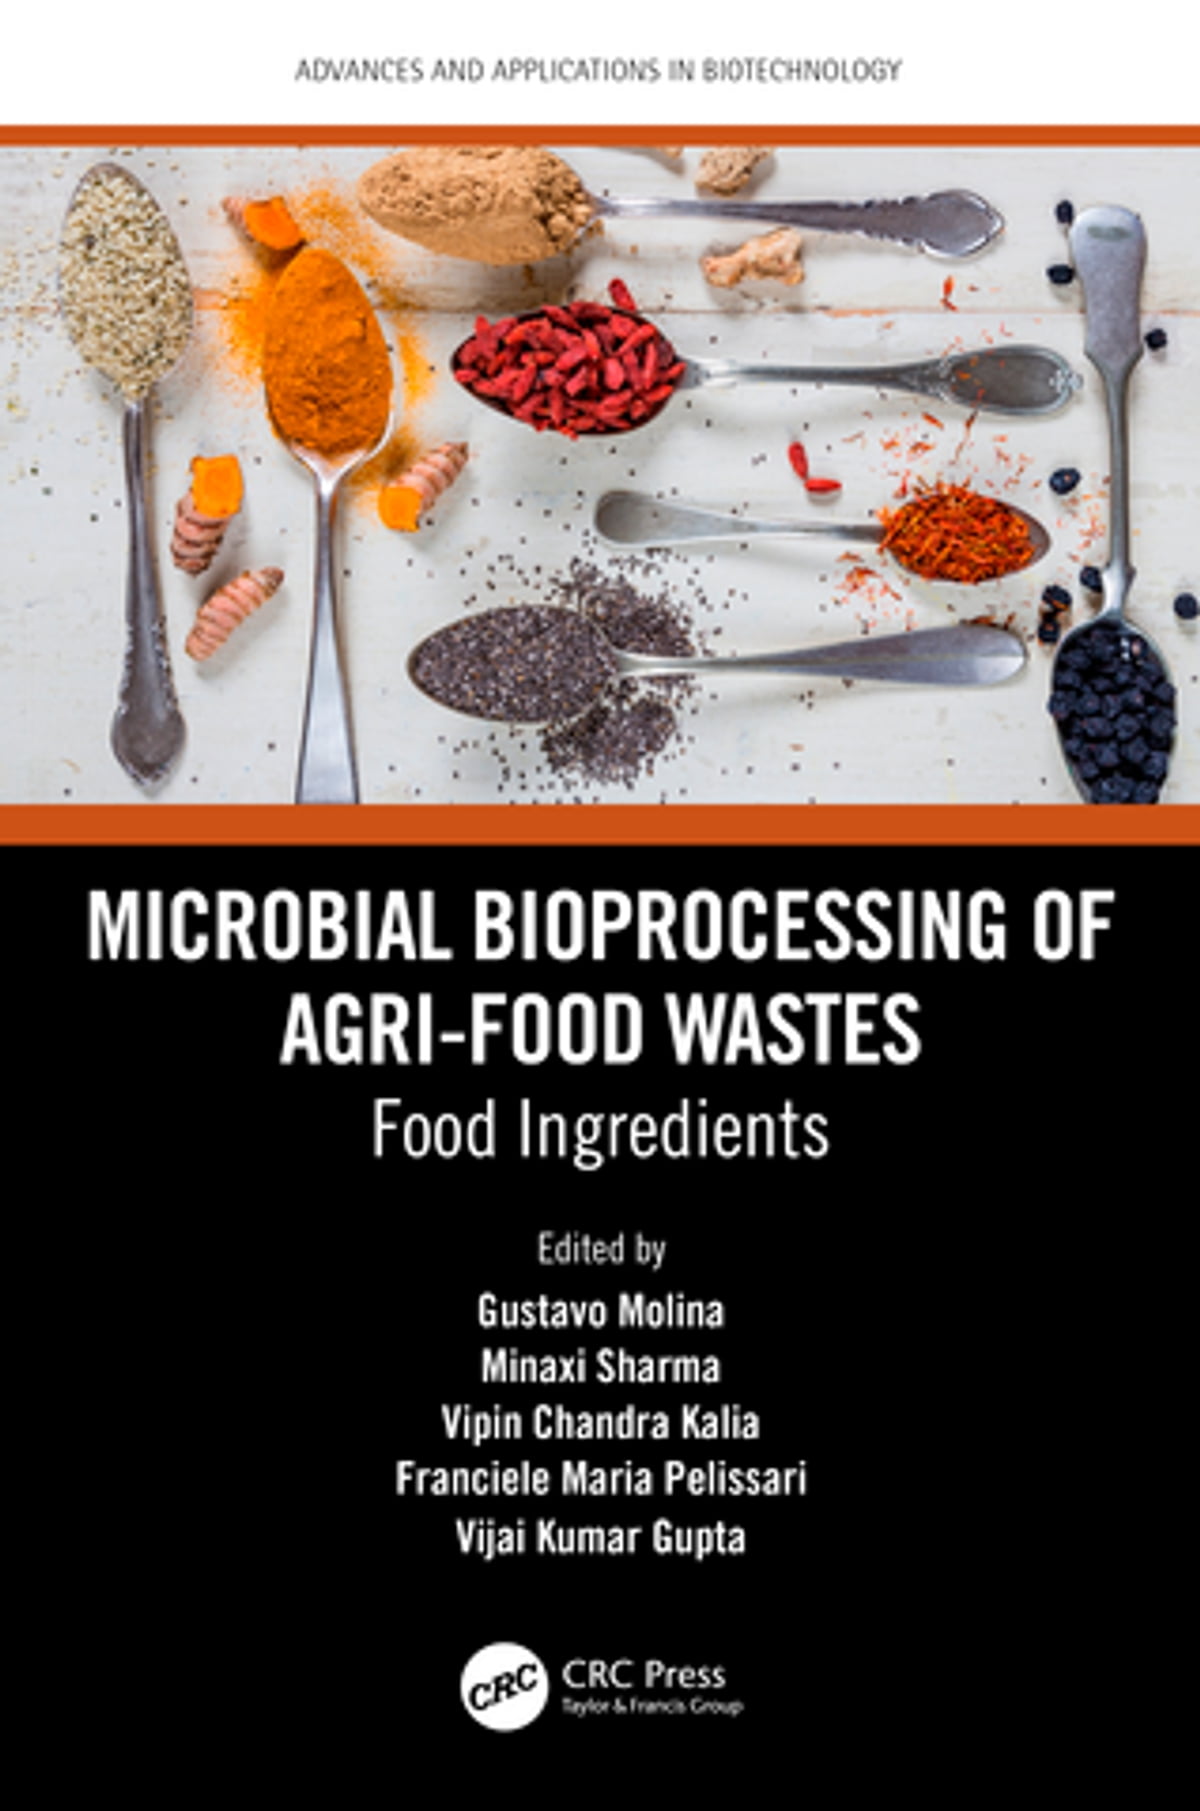 ADVANCES AND APPLICATIONS IN BIOTECHNOLOGY
MICROBIAL BIOPROCESSING OF
AGRI-FOOD WASTES
Food Ingredients
Edited by
Gustavo Molina
Minaxi Sharma
Vipin Chandra Kalia
Franciele Maria Pelissari
Vijai Kumar Gupta
CRC CRC Press
Taylor & Francis Group